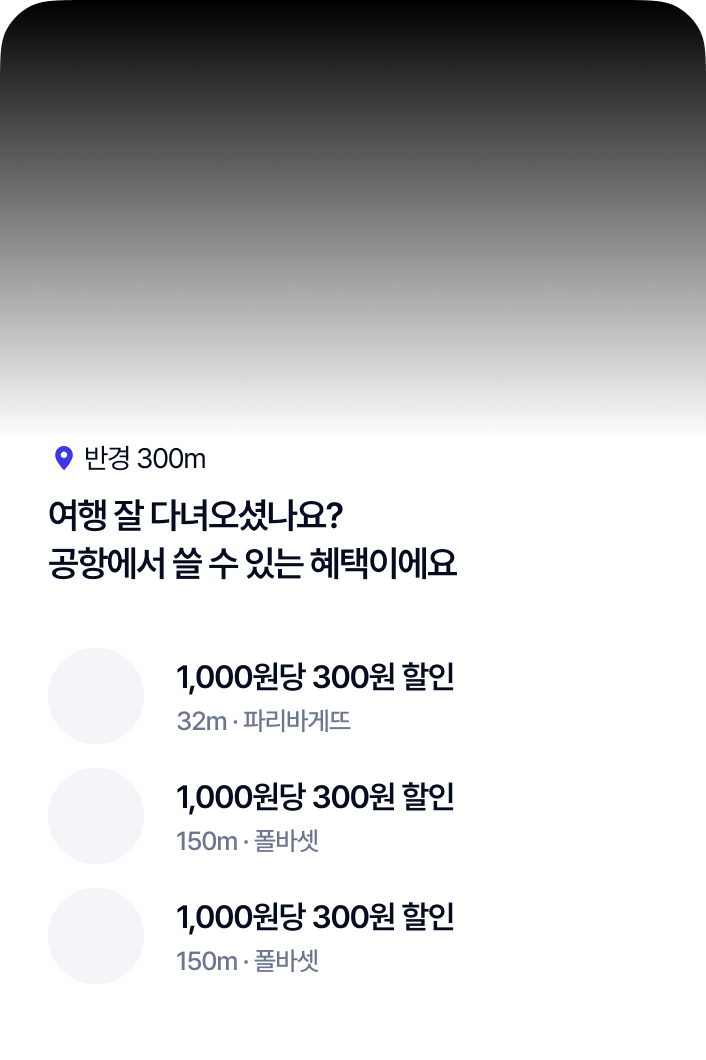 반경 300m
여행 잘 다녀오셨나요?
공항에서 쓸 수 있는 혜택이에요
1,000원당 300원 할인
32m · 파리바게뜨
1,000원당 300원 할인
150m · 폴바셋
1,000원당 300원 할인
150m · 폴바셋